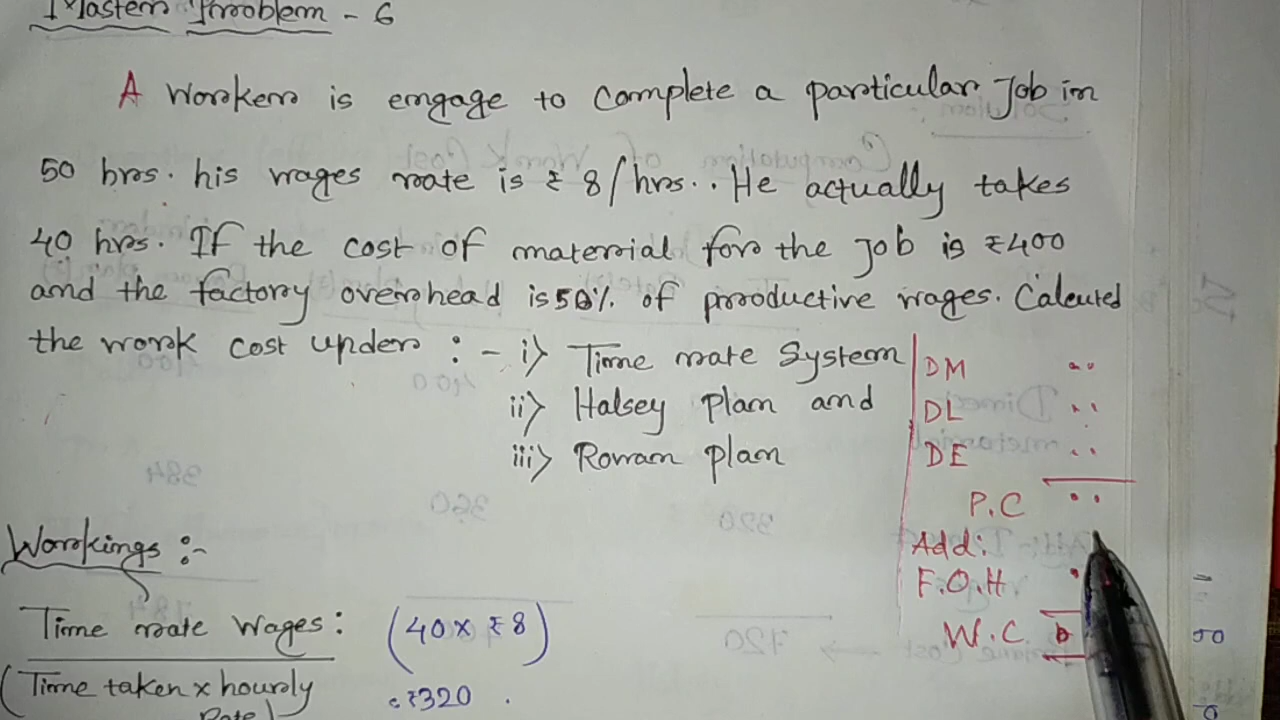 Master Problem - 6
A Worker is engage to complete a particular Job in
50 hrs. his wages rate is ₹ 8/hrs.. He actually takes
40 hrs. If the cost of material for the job is ₹400
and the factory overhead is 50% of productive wages. Calcuted
the work cost under : - i) Time rate System
ii) Halsey plan and
iii) Rowan plan
DM ..
DL ..
DE ..
P.C ..
Add:
F.O.H
W.C
Workings :-
Time rate wages: (40 x ₹8)
(Time taken x hourly Rate) = ₹320.